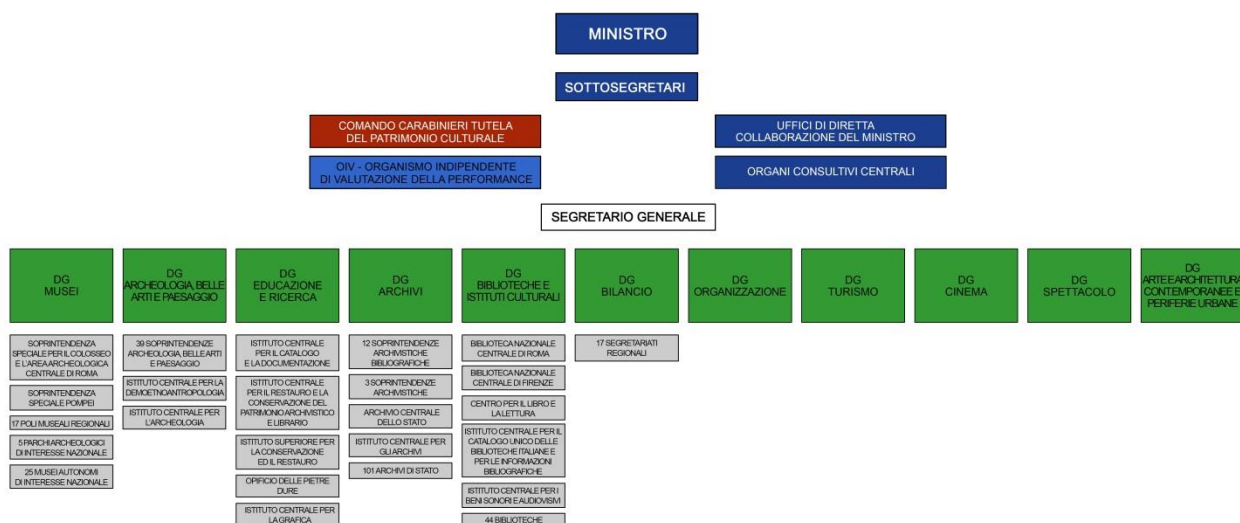 MINISTRO
SOTTOSEGRETARI
COMANDO CARABINIERI TUTELA
DEL PATRIMONIO CULTURALE
UFFICI DI DIRETTA
COLLABORAZIONE DEL MINISTRO
OIV - ORGANISMO INDIPENDENTE
DI VALUTAZIONE DELLA PERFORMANCE
ORGANI CONSULTIVI CENTRALI
SEGRETARIO GENERALE
DG
MUSEI
DG
ARCHEOLOGIA, BELLE
ARTI E PAESAGGIO
DG
EDUCAZIONE
E RICERCA
DG
ARCHIVI
DG
BIBLIOTECHE E
ISTITUTI CULTURALI
DG
BILANCIO
DG
ORGANIZZAZIONE
DG
TURISMO
DG
CINEMA
DG
SPETTACOLO
DG
ARTE E ARCHITETTURA
CONTEMPORANEE E
PERIFERIE URBANE
SOPRINTENDENZA
SPECIALE PER IL COLOSSEO
E L'AREA ARCHEOLOGICA
CENTRALE DI ROMA
SOPRINTENDENZA
SPECIALE POMPEI
17 POLI MUSEALI REGIONALI
5 PARCHI ARCHEOLOGICI
DI INTERESSE NAZIONALE
25 MUSEI AUTONOMI
DI INTERESSE NAZIONALE
39 SOPRINTENDENZE
ARCHEOLOGIA, BELLE ARTI
E PAESAGGIO
ISTITUTO CENTRALE PER LA
DEMOETNOANTROPOLOGIA
ISTITUTO CENTRALE PER
L'ARCHEOLOGIA
ISTITUTO CENTRALE
PER IL CATALOGO
E LA DOCUMENTAZIONE
ISTITUTO CENTRALE
PER IL RESTAURO E LA
CONSERVAZIONE DEL
PATRIMONIO ARCHIVISTICO
E LIBRARIO
ISTITUTO SUPERIORE PER
LA CONSERVAZIONE
ED IL RESTAURO
OPIFICIO DELLE PIETRE
DURE
ISTITUTO CENTRALE PER
LA GRAFICA
12 SOPRINTENDENZE
ARCHIVISTICHE
BIBLIOGRAFICHE
3 SOPRINTENDENZE
ARCHIVISTICHE
ARCHIVIO CENTRALE
DELLO STATO
ISTITUTO CENTRALE PER
GLI ARCHIVI
101 ARCHIVI DI STATO
BIBLIOTECA NAZIONALE
CENTRALE DI ROMA
BIBLIOTECA NAZIONALE
CENTRALE DI FIRENZE
CENTRO PER IL LIBRO E
LA LETTURA
ISTITUTO CENTRALE PER IL
CATALOGO UNICO DELLE
BIBLIOTECHE ITALIANE E
PER LE INFORMAZIONI
BIBLIOGRAFICHE
ISTITUTO CENTRALE PER I
BENI SONORI E AUDIOVISIVI
44 BIBLIOTECHE
17 SEGRETARIATI
REGIONALI